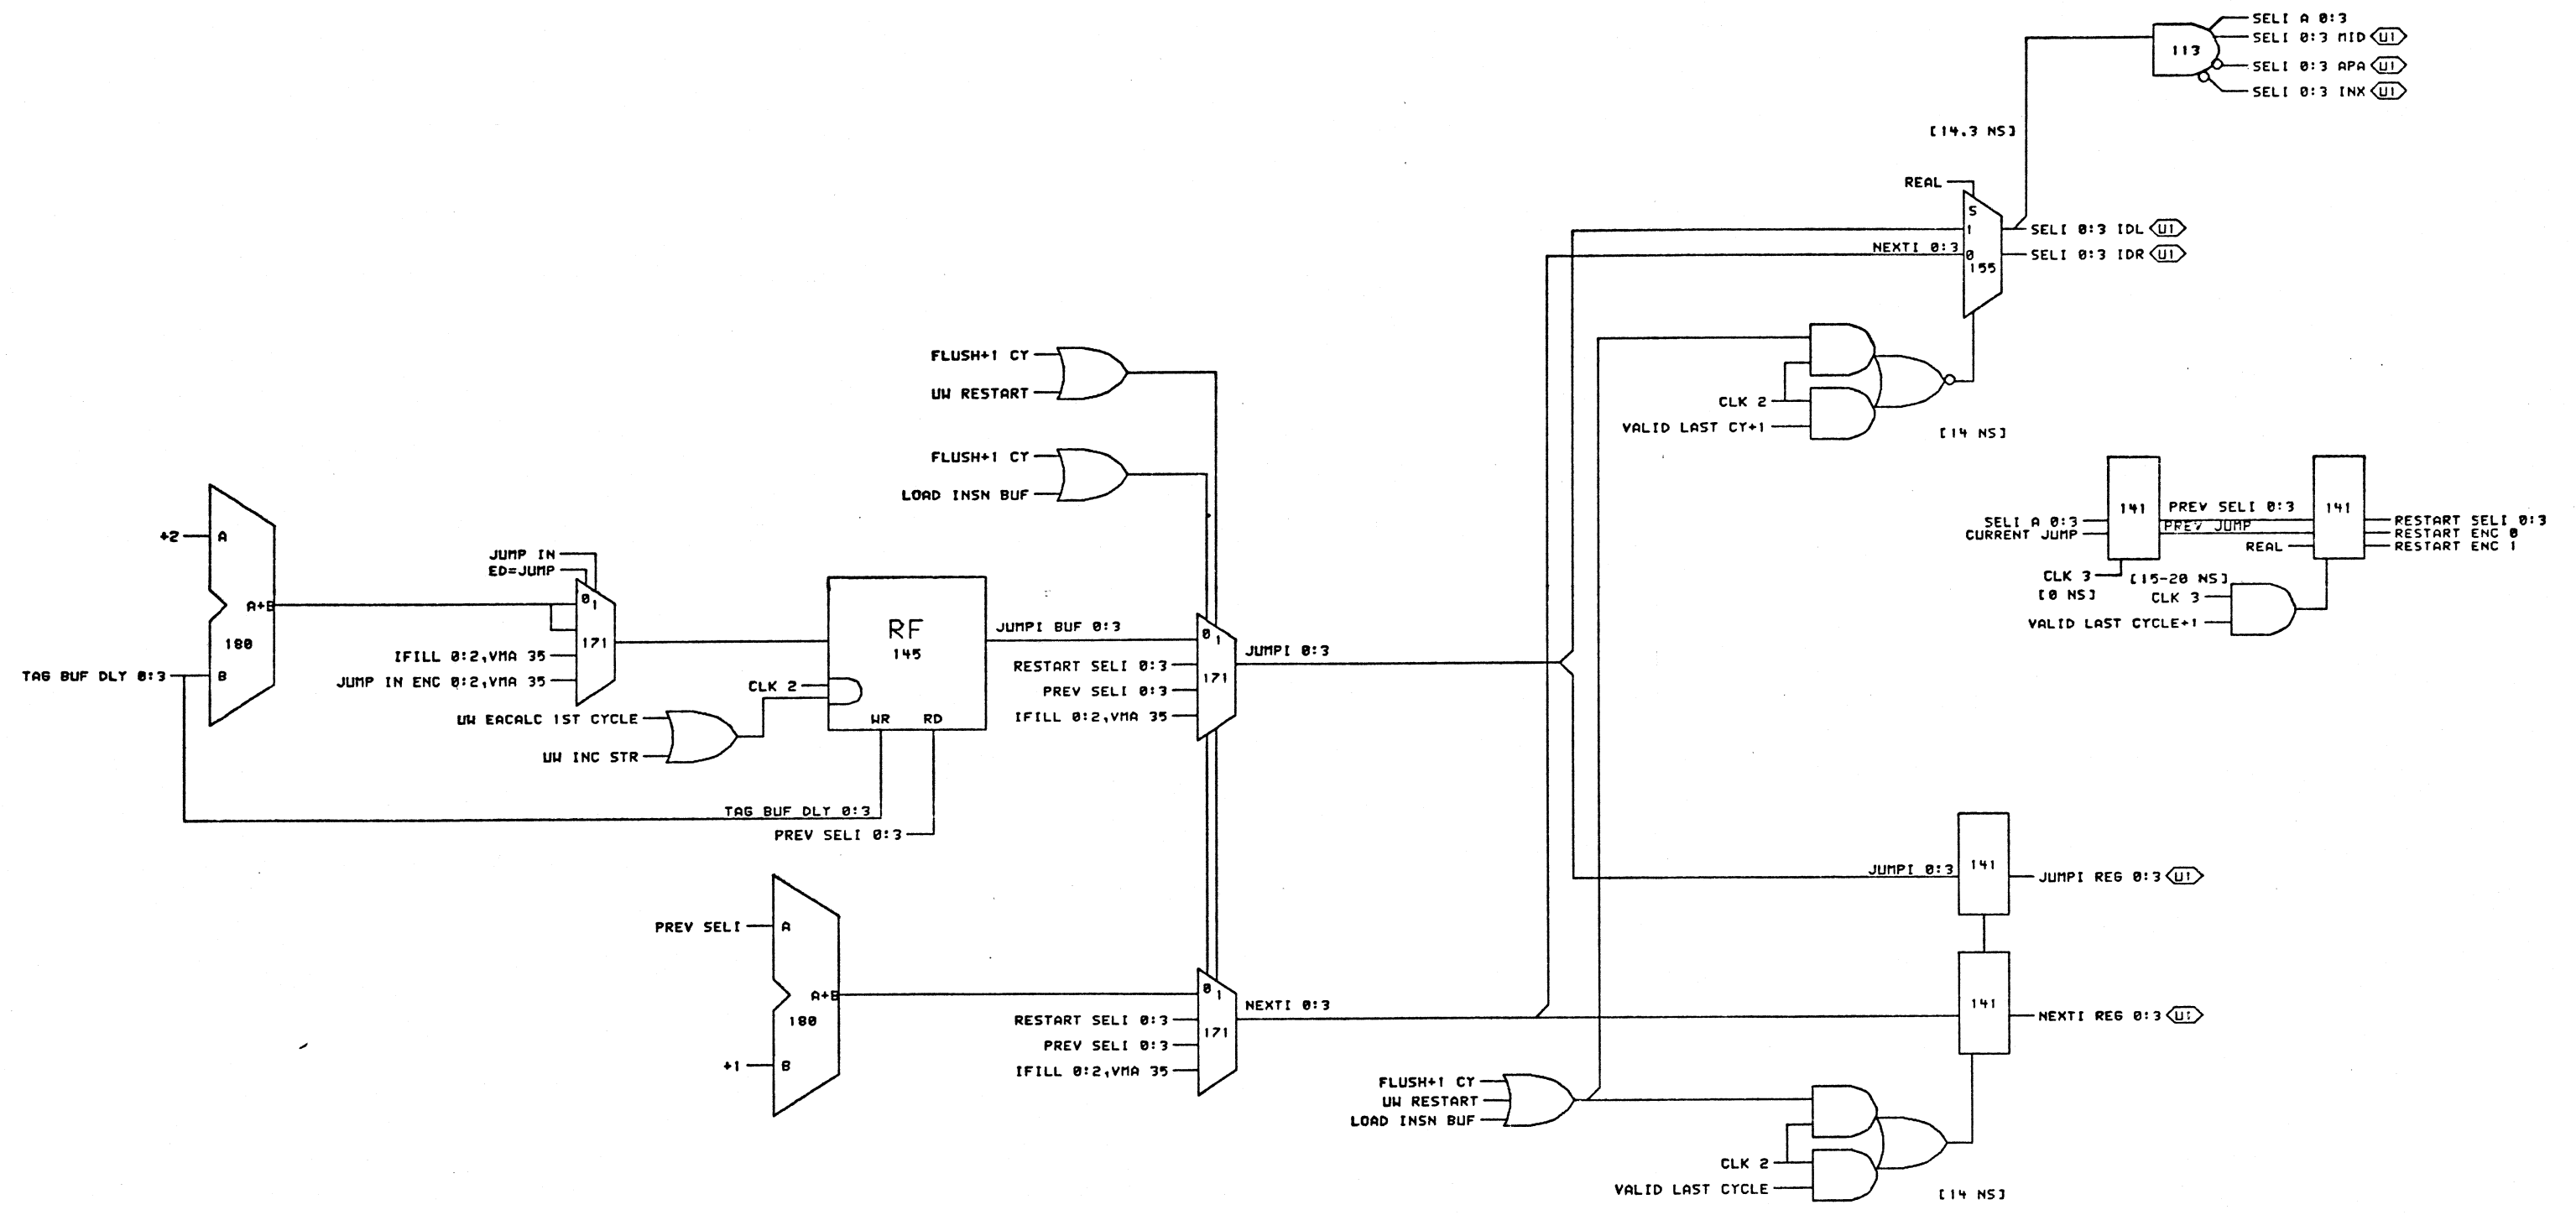 SELI A 0:3
SELI 0:3 MID U1
113
SELI 0:3 APA U1
SELI 0:3 INX U1
[14.3 NS]
REAL
S
1
SELI 0:3 IDL U1
NEXTI 0:3
0
SELI 0:3 IDR U1
155
FLUSH+1 CY
UW RESTART
CLK 2
VALID LAST CY+1
[14 NS]
FLUSH+1 CY
LOAD INSN BUF
141
PREV SELI 0:3
141
SELI A 0:3
PREV JUMP
CURRENT JUMP
RESTART SELI 0:3
RESTART ENC 0
REAL
RESTART ENC 1
CLK 3
[0 NS]
[15-20 NS]
CLK 3
VALID LAST CYCLE+1
+2
A
A+B
180
B
TAG BUF DLY 0:3
JUMP IN
ED=JUMP
0 1
171
IFILL 0:2,VMA 35
JUMP IN ENC 0:2,VMA 35
RF
145
CLK 2
WR RD
UW EACALC 1ST CYCLE
UW INC STR
TAG BUF DLY 0:3
PREV SELI 0:3
JUMPI BUF 0:3
0 1
RESTART SELI 0:3
171
PREV SELI 0:3
IFILL 0:2,VMA 35
JUMPI 0:3
JUMPI 0:3
141
JUMPI REG 0:3 U1
PREV SELI
A
A+B
180
+1
B
0 1
NEXTI 0:3
RESTART SELI 0:3
171
PREV SELI 0:3
IFILL 0:2,VMA 35
141
NEXTI REG 0:3 U1
FLUSH+1 CY
UW RESTART
LOAD INSN BUF
CLK 2
VALID LAST CYCLE
[14 NS]